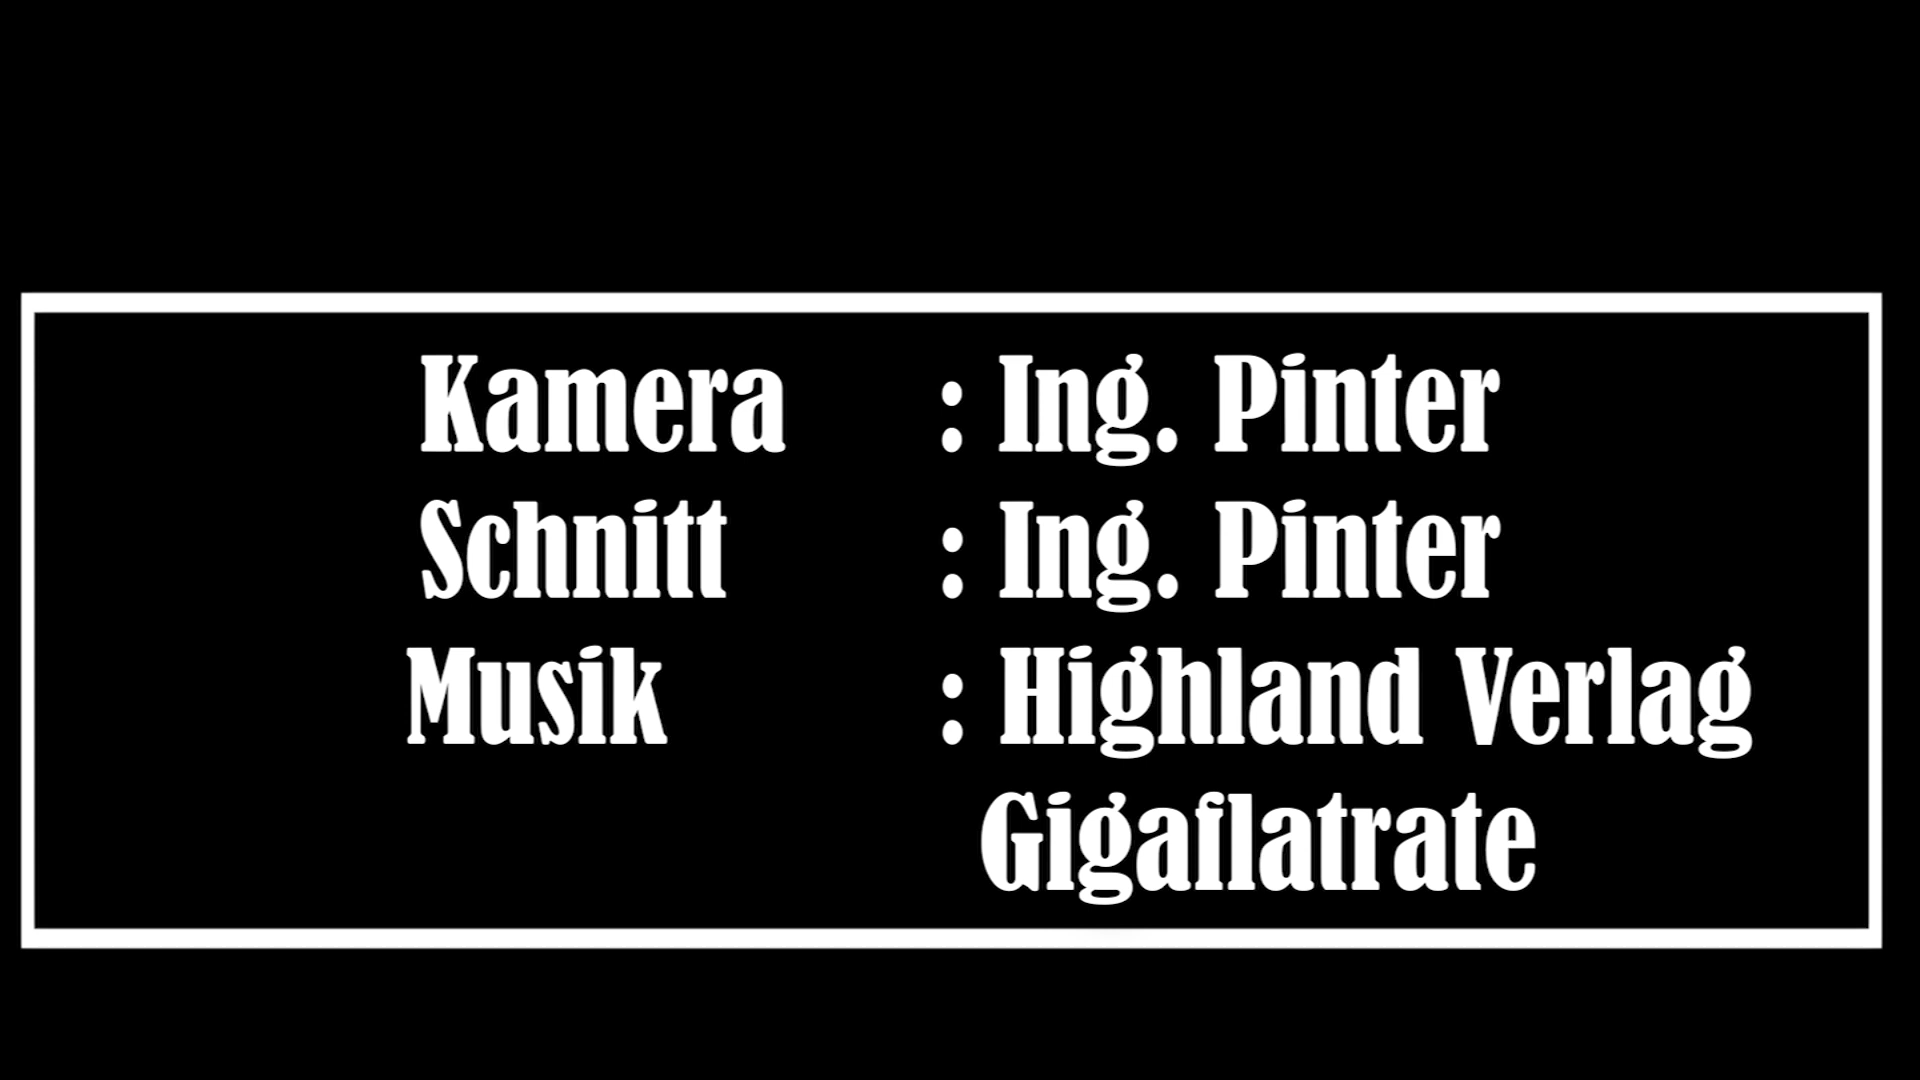 Kamera : Ing. Pinter
Schnitt : Ing. Pinter
Musik : Highland Verlag
Gigaflatrate